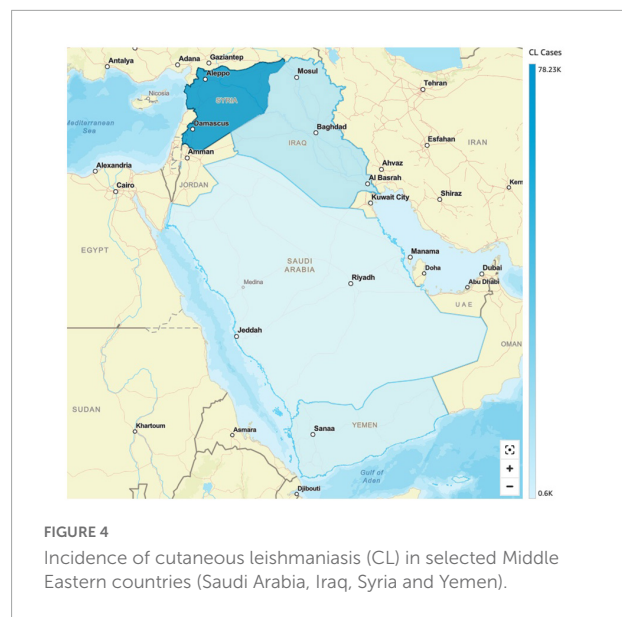 CL Cases
78.23K
Antalya
Adana
Gaziantep
Aleppo
Mosul
Tehran
Nicosia
SYRIA
Mediterranean
Sea
Damascus
Baghdad
Esfahan
IRAQ
IRAN
Amman
Alexandria
Ahvaz
JORDAN
Al Basrah
Cairo
Kuwait City
Shiraz
Ker
EGYPT
SAUDI
ARABIA
Manama
Doha
Dubai
Medina
Riyadh
Abu Dhabi
UAE
Jeddah
OMAN
SUDAN
YEMEN
Khartoum
Asmara
Sanaa
Gulf of
Aden
Djibouti
+
−
0.6K
FIGURE 4
Incidence of cutaneous leishmaniasis (CL) in selected Middle
Eastern countries (Saudi Arabia, Iraq, Syria and Yemen).